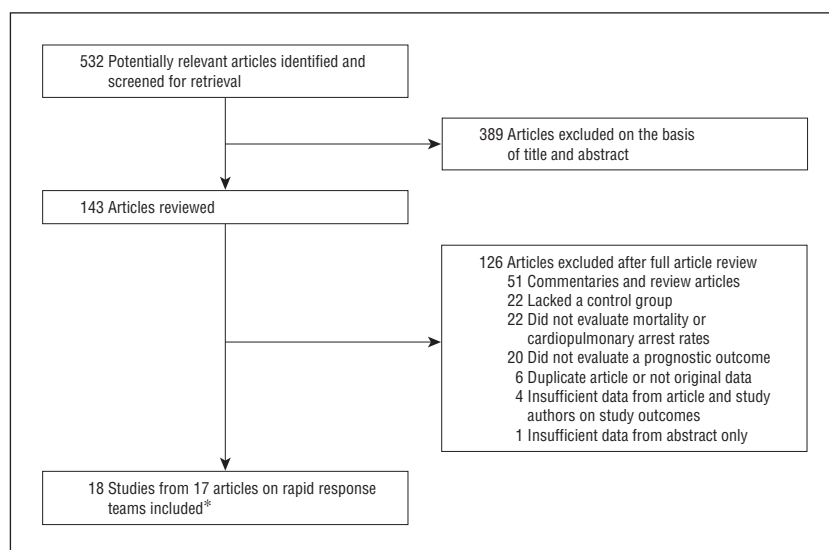 532 Potentially relevant articles identified and
screened for retrieval
389 Articles excluded on the basis
of title and abstract
143 Articles reviewed
126 Articles excluded after full article review
51 Commentaries and review articles
22 Lacked a control group
22 Did not evaluate mortality or
cardiopulmonary arrest rates
20 Did not evaluate a prognostic outcome
6 Duplicate article or not original data
4 Insufficient data from article and study
authors on study outcomes
1 Insufficient data from abstract only
18 Studies from 17 articles on rapid response
teams included*